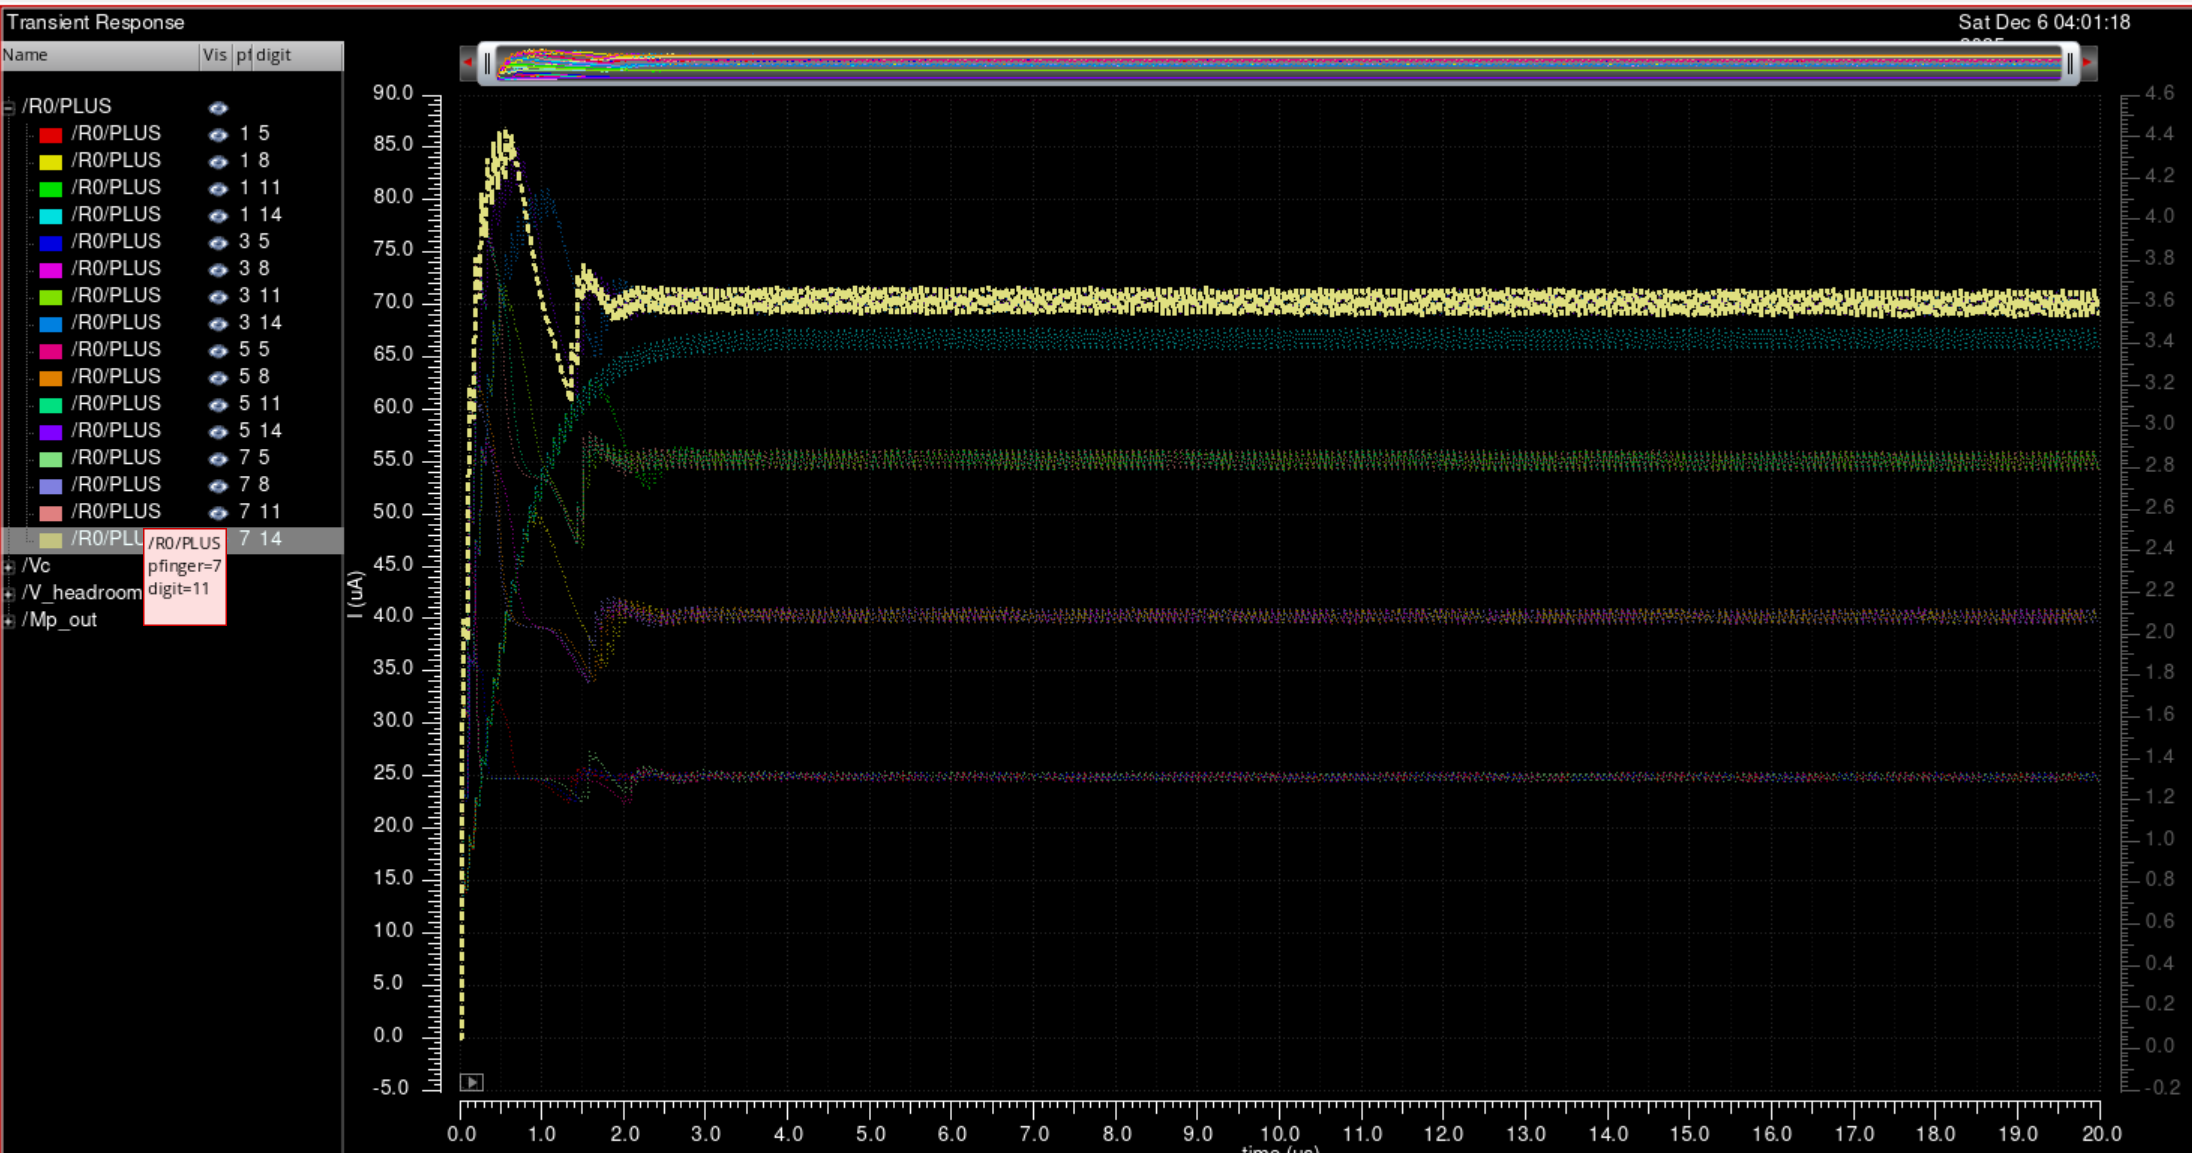 Transient Response
Sat Dec 6 04:01:18
Name Vis pf digit
/R0/PLUS
/R0/PLUS 1 5
/R0/PLUS 1 8
/R0/PLUS 1 11
/R0/PLUS 1 14
/R0/PLUS 3 5
/R0/PLUS 3 8
/R0/PLUS 3 11
/R0/PLUS 3 14
/R0/PLUS 5 5
/R0/PLUS 5 8
/R0/PLUS 5 11
/R0/PLUS 5 14
/R0/PLUS 7 5
/R0/PLUS 7 8
/R0/PLUS 7 11
/R0/PLU 7 14
/R0/PLUS
pfinger=7
digit=11
/Vc
/V_headroom
/Mp_out
I (uA)
90.0
85.0
80.0
75.0
70.0
65.0
60.0
55.0
50.0
45.0
40.0
35.0
30.0
25.0
20.0
15.0
10.0
5.0
0.0
-5.0
4.6
4.4
4.2
4.0
3.8
3.6
3.4
3.2
3.0
2.8
2.6
2.4
2.2
2.0
1.8
1.6
1.4
1.2
1.0
0.8
0.6
0.4
0.2
0.0
-0.2
0.0 1.0 2.0 3.0 4.0 5.0 6.0 7.0 8.0 9.0 10.0 11.0 12.0 13.0 14.0 15.0 16.0 17.0 18.0 19.0 20.0
time (us)